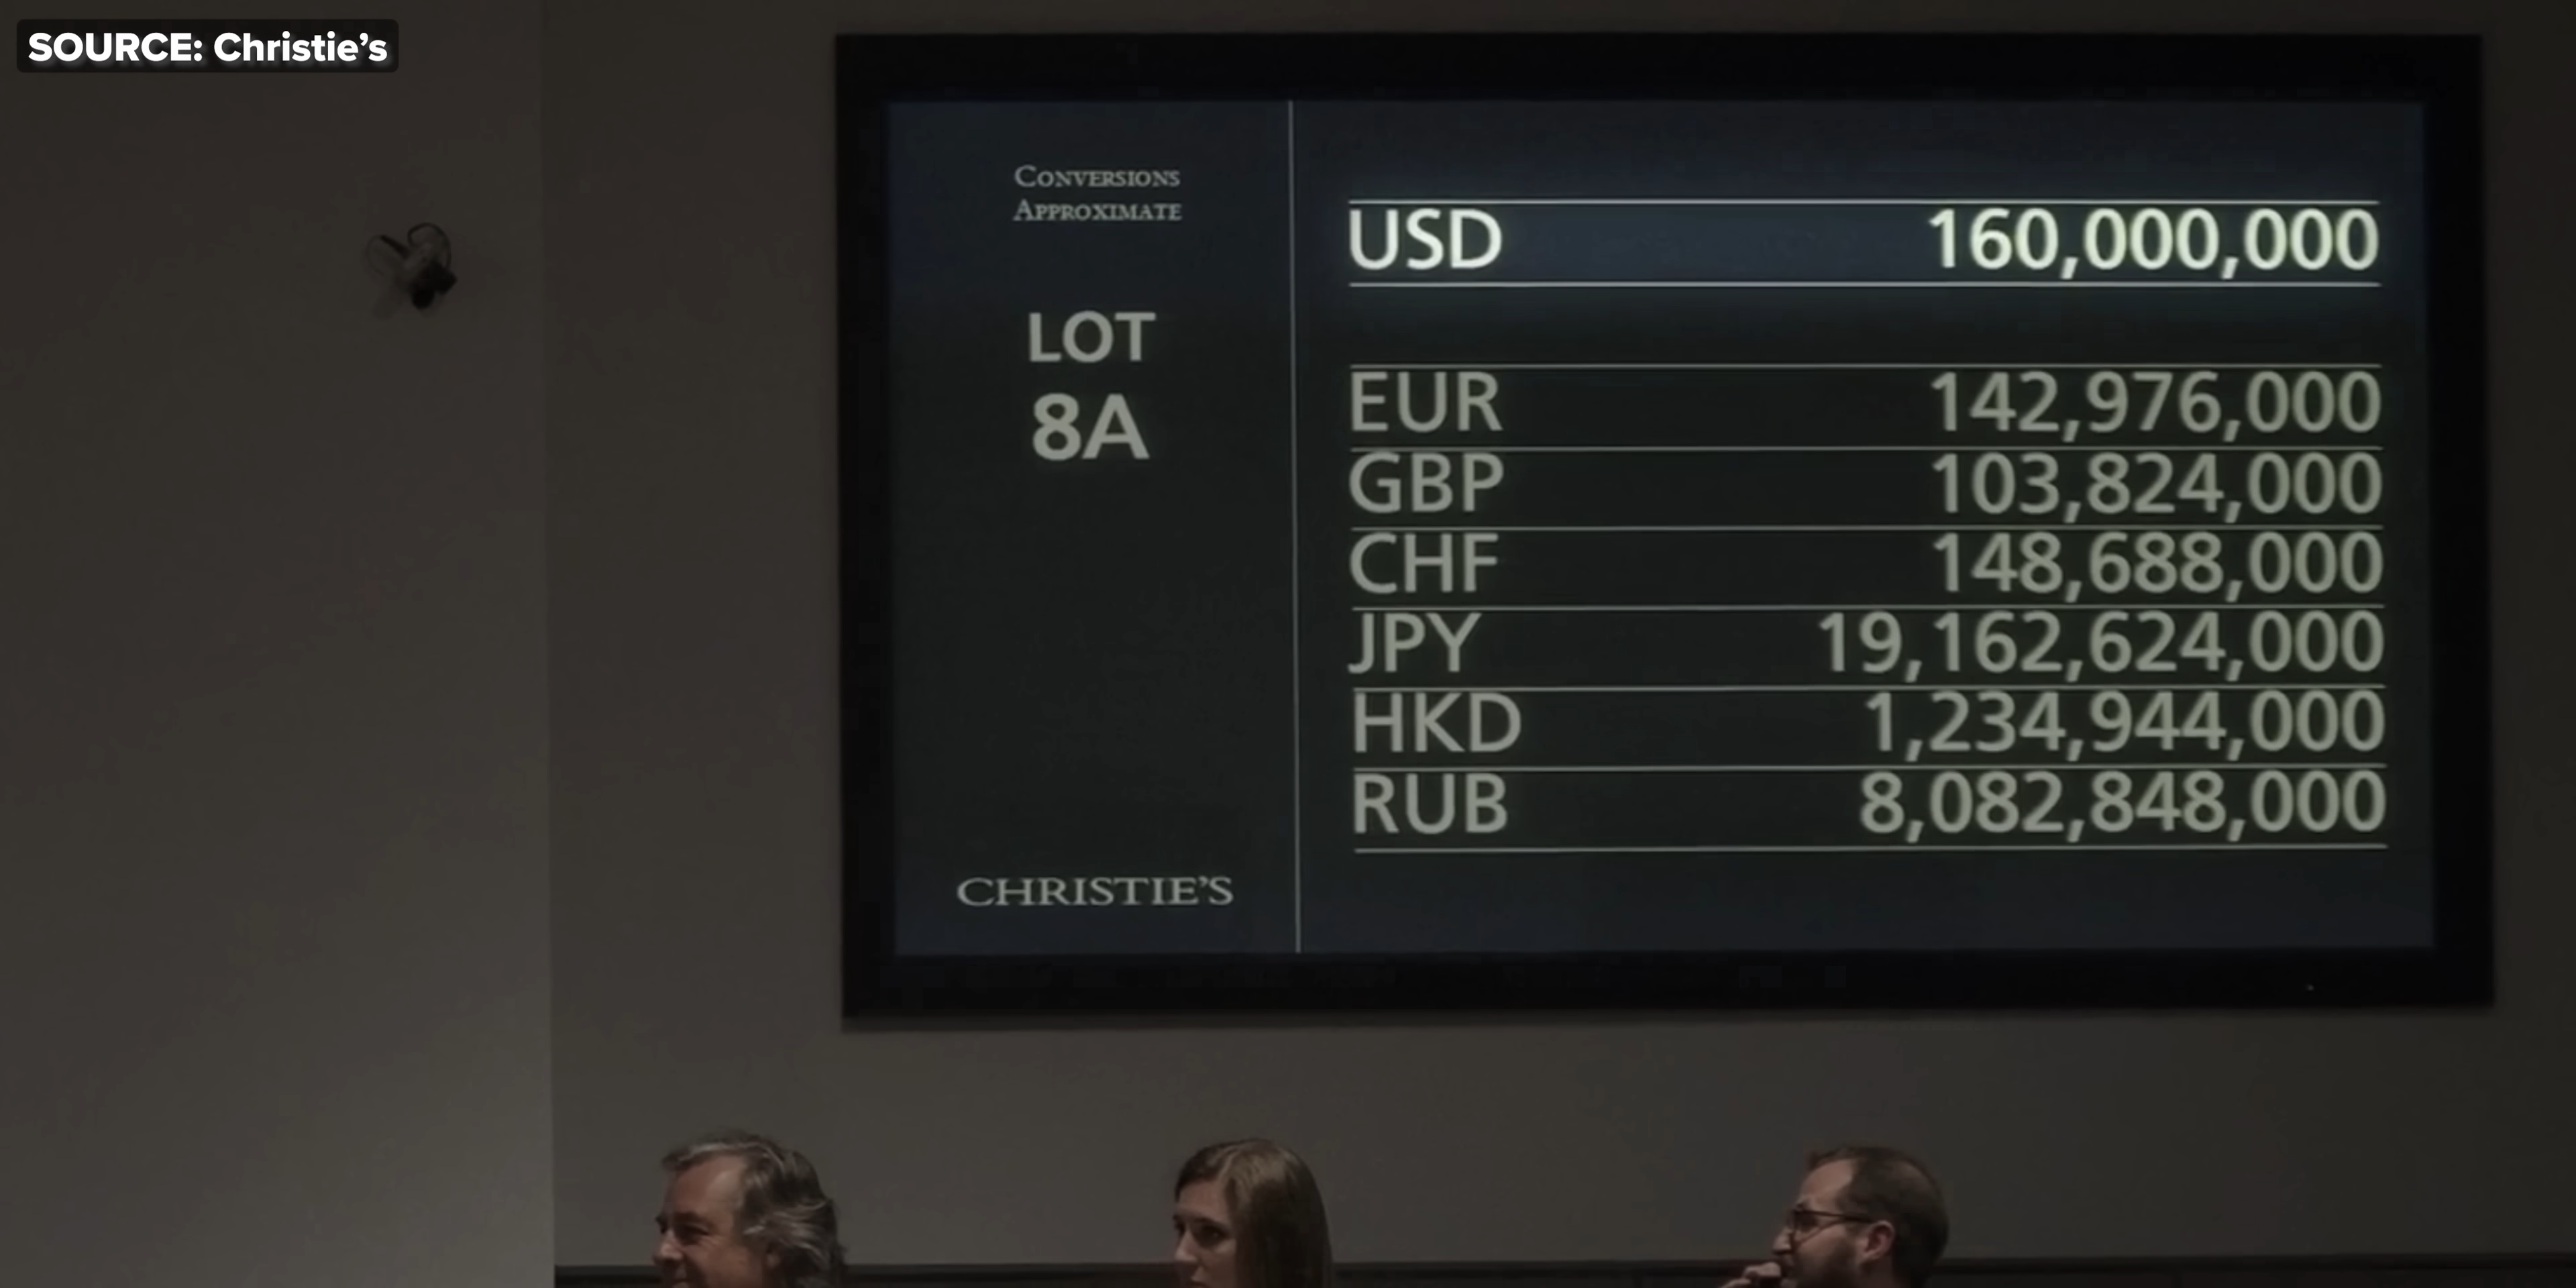 SOURCE: Christie's
CONVERSIONS
APPROXIMATE
LOT
8A
CHRISTIE'S
USD 160,000,000
EUR 142,976,000
GBP 103,824,000
CHF 148,688,000
JPY 19,162,624,000
HKD 1,234,944,000
RUB 8,082,848,000